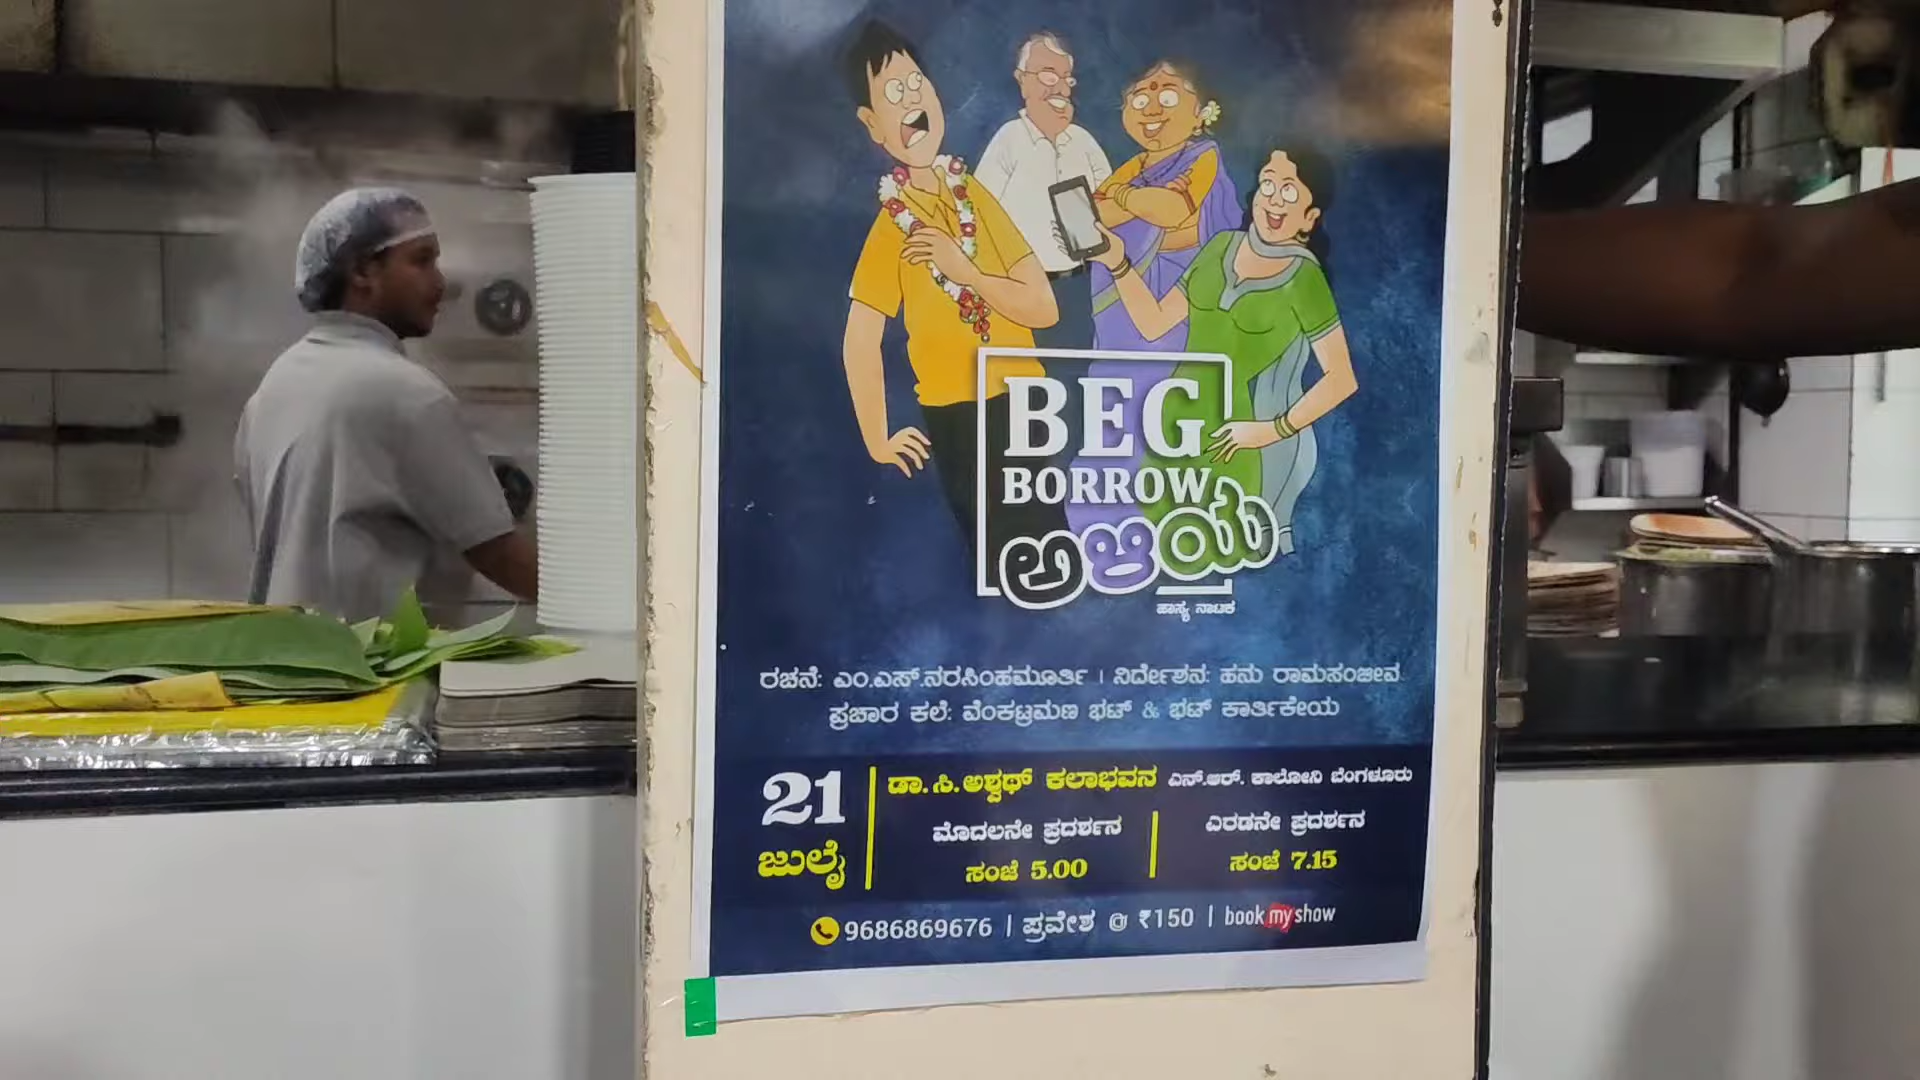 BEG
BORROW
ಅಳಿಯ
ಹಾಸ್ಯ ನಾಟಕ
ರಚನೆ: ಎಂ.ಎಸ್.ನರಸಿಂಹಮೂರ್ತಿ | ನಿರ್ದೇಶನ: ಹನು ರಾಮಸಂಜೀವ
ಪ್ರಚಾರ ಕಲೆ: ವೆಂಕಟ್ರಮಣ ಭಟ್ & ಭಟ್ ಕಾರ್ತಿಕೇಯ
21
ಜುಲೈ
ಡಾ. ಸಿ. ಅಶ್ವಥ್ ಕಲಾಭವನ ಎನ್.ಆರ್. ಕಾಲೋನಿ ಬೆಂಗಳೂರು
ಮೊದಲನೇ ಪ್ರದರ್ಶನ
ಸಂಜೆ 5.00
ಎರಡನೇ ಪ್ರದರ್ಶನ
ಸಂಜೆ 7.15
9686869676 | ಪ್ರವೇಶ @ ₹150 | book my show